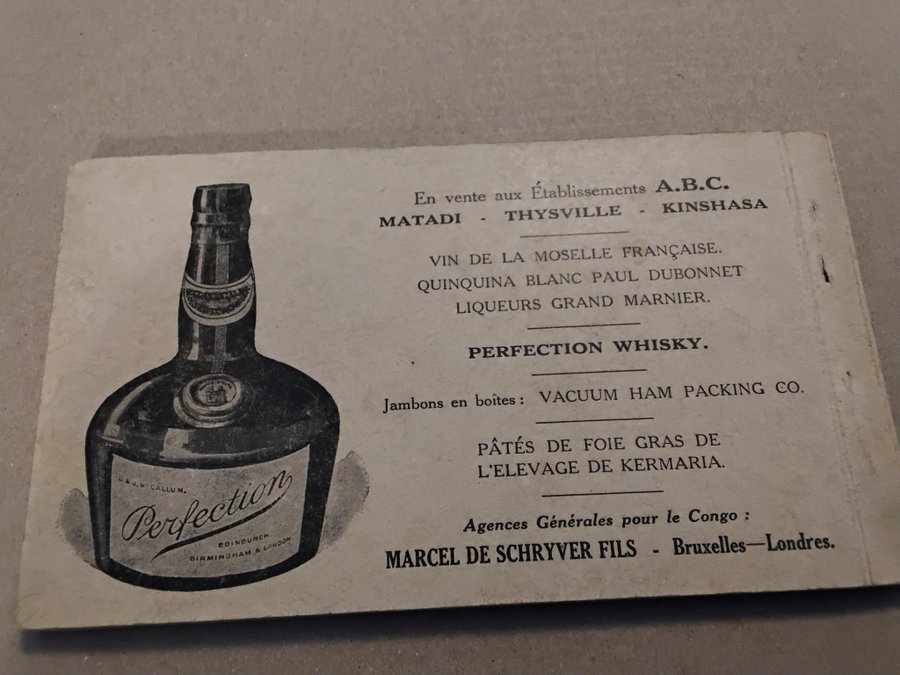 En vente aux Établissements A.B.C.
MATADI - THYSVILLE - KINSHASA
VIN DE LA MOSELLE FRANÇAISE.
QUINQUINA BLANC PAUL DUBONNET
LIQUEURS GRAND MARNIER.
PERFECTION WHISKY.
Jambons en boîtes : VACUUM HAM PACKING CO.
PÂTÉS DE FOIE GRAS DE
L'ELEVAGE DE KERMARIA.
Agences Générales pour le Congo :
MARCEL DE SCHRYVER FILS - Bruxelles—Londres.
D. & J. McCALLUM.
Perfection
EDINBURGH
BIRMINGHAM & LONDON.